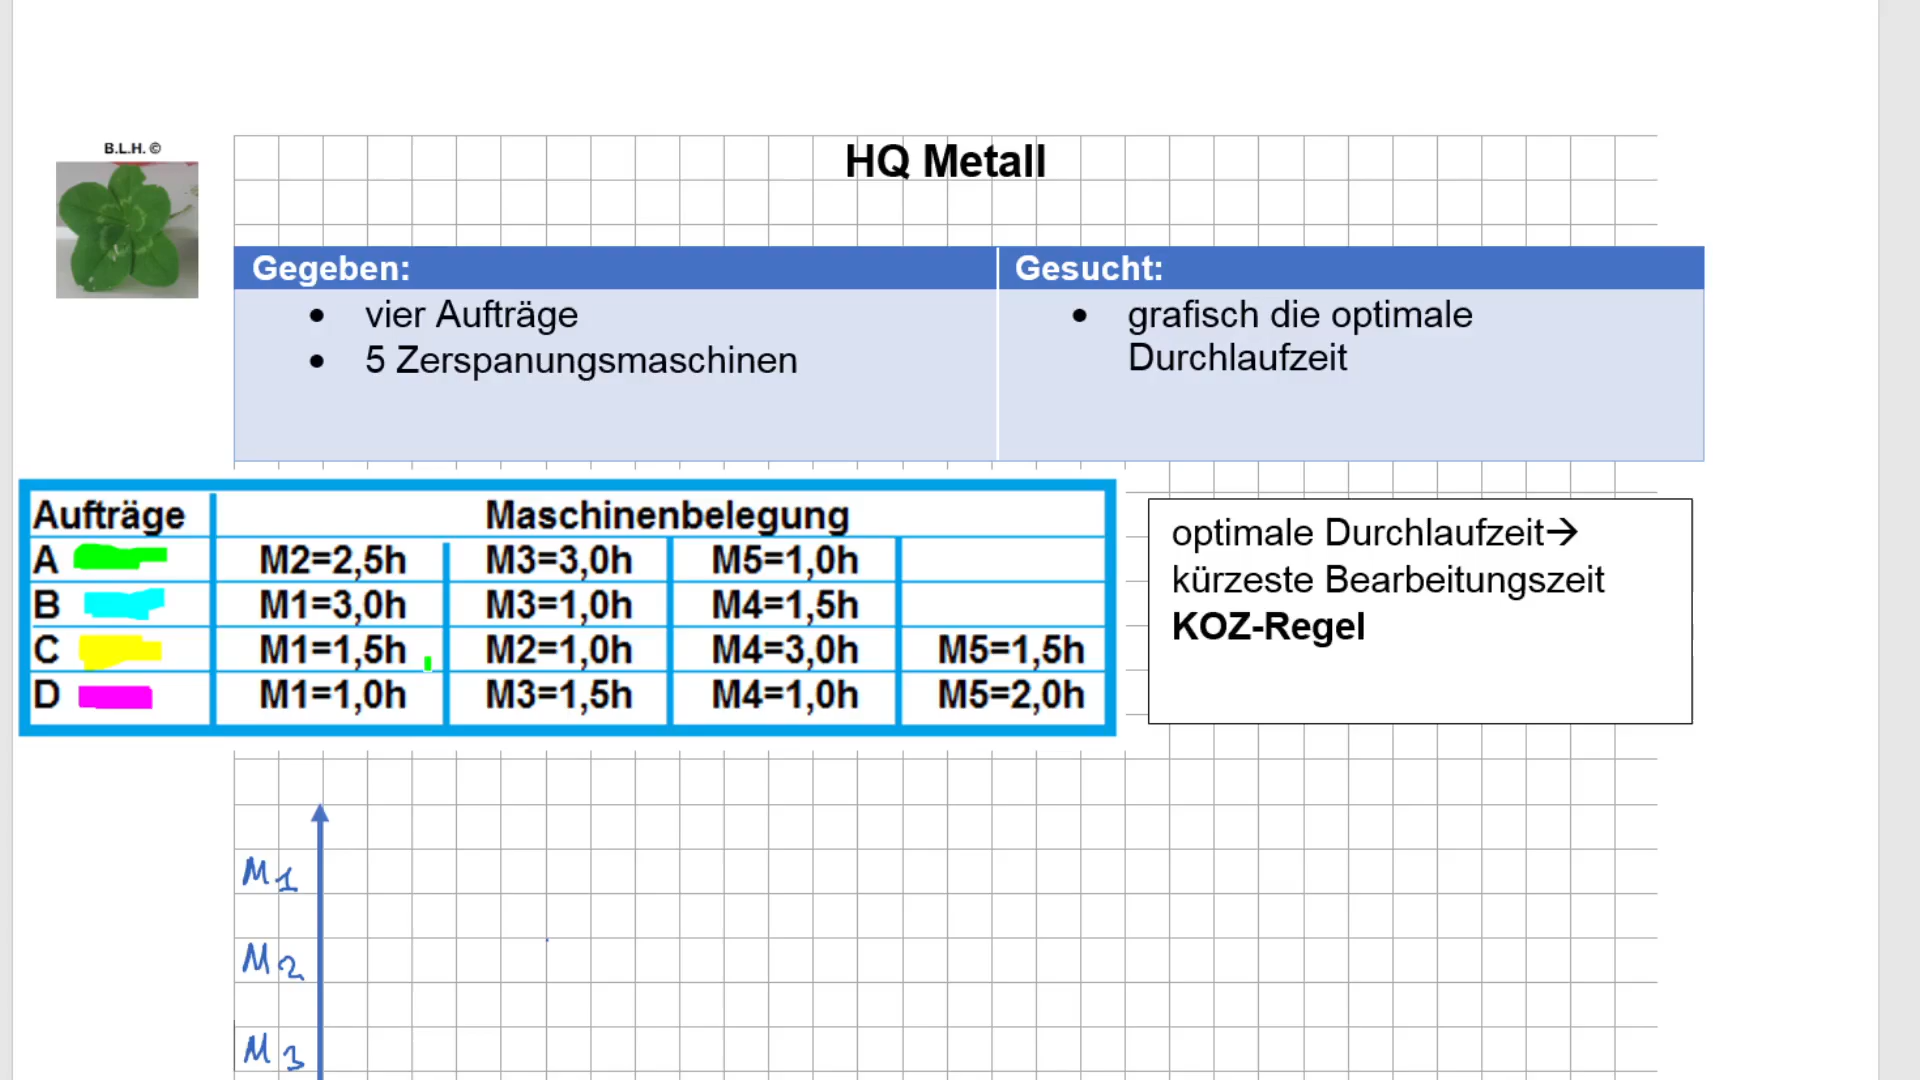 B.L.H. ©
HQ Metall
Gegeben:
Gesucht:
• vier Aufträge
• 5 Zerspanungsmaschinen
• grafisch die optimale
Durchlaufzeit
Aufträge Maschinenbelegung
A M2=2,5h M3=3,0h M5=1,0h
B M1=3,0h M3=1,0h M4=1,5h
C M1=1,5h M2=1,0h M4=3,0h M5=1,5h
D M1=1,0h M3=1,5h M4=1,0h M5=2,0h
optimale Durchlaufzeit→
kürzeste Bearbeitungszeit
KOZ-Regel
M1
M2
M3